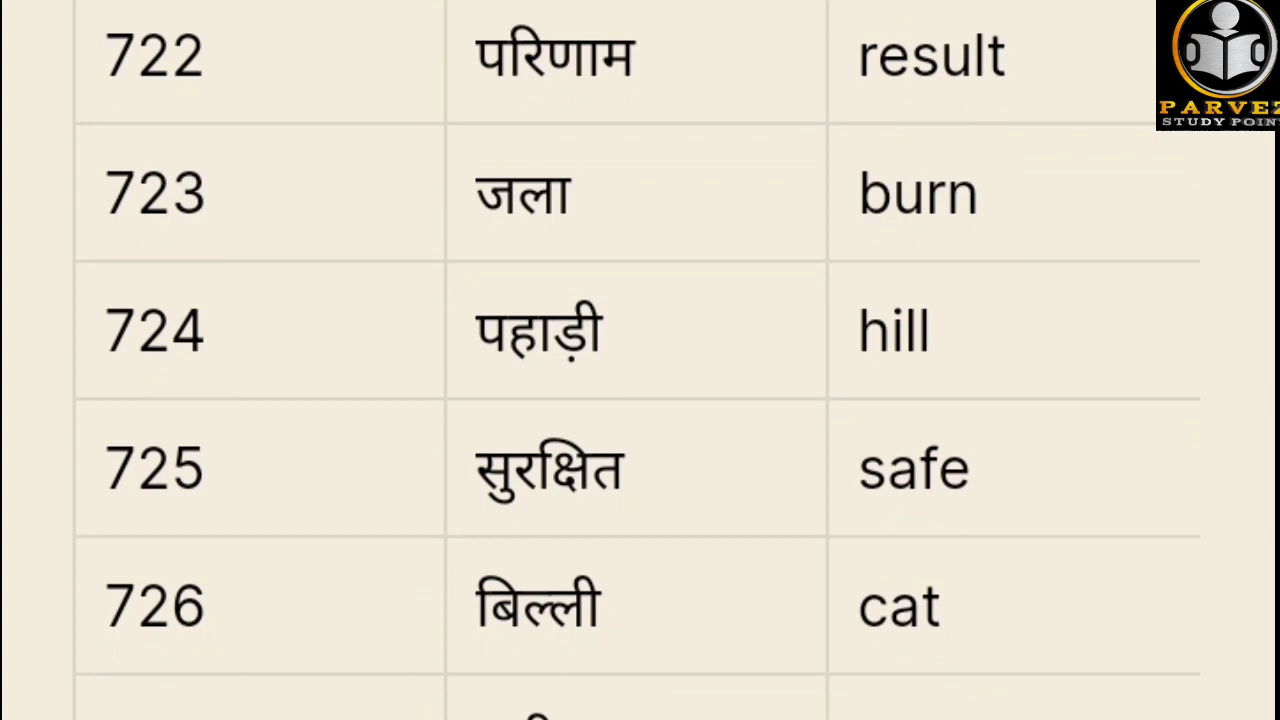 722 परिणाम result
PARVEZ
STUDY POINT
723 जला burn
724 पहाड़ी hill
725 सुरक्षित safe
726 बिल्ली cat